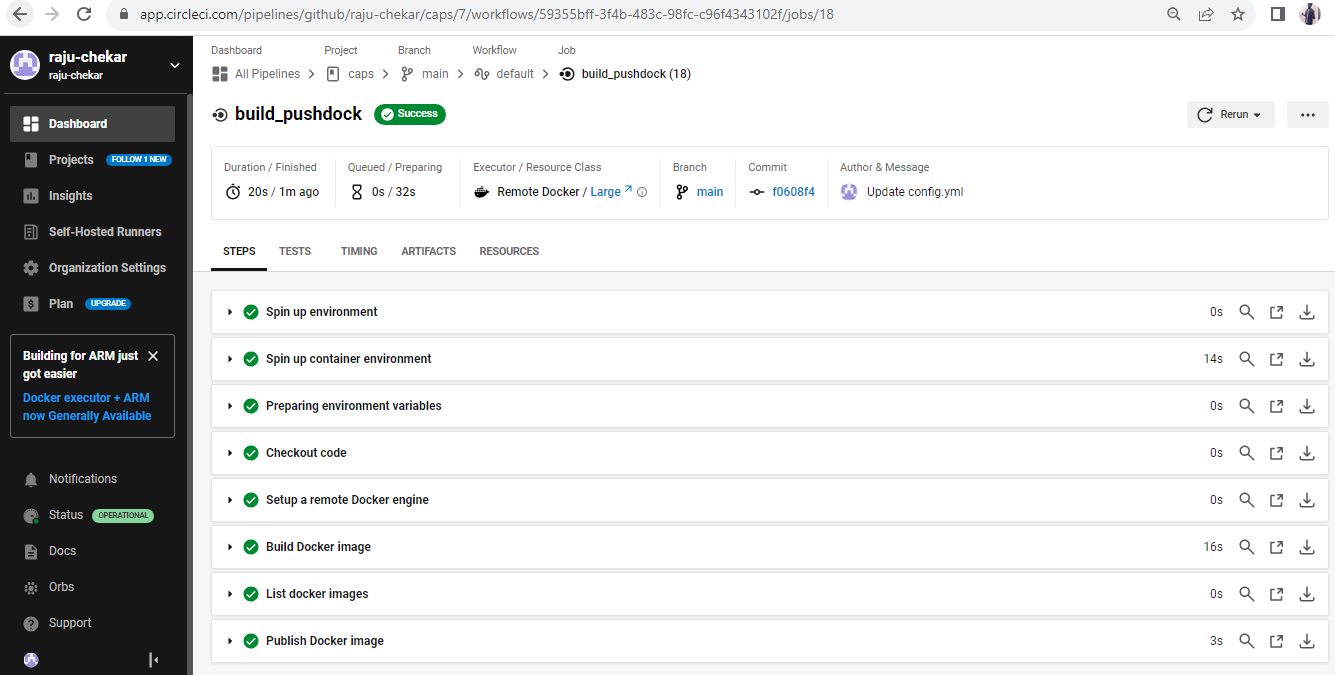 app.circleci.com/pipelines/github/raju-chekar/caps/7/workflows/59355bff-3f4b-483c-98fc-c96f4343102f/jobs/18
raju-chekar
raju-chekar
Dashboard
Projects FOLLOW 1 NEW
Insights
Self-Hosted Runners
Organization Settings
Plan UPGRADE
Building for ARM just
got easier
Docker executor + ARM
now Generally Available
Notifications
Status OPERATIONAL
Docs
Orbs
Support
Dashboard Project Branch Workflow Job
All Pipelines caps main default build_pushdock (18)
build_pushdock Success
Rerun
Duration / Finished Queued / Preparing Executor / Resource Class Branch Commit Author & Message
20s / 1m ago 0s / 32s Remote Docker / Large main f0608f4 Update config.yml
STEPS TESTS TIMING ARTIFACTS RESOURCES
Spin up environment 0s
Spin up container environment 14s
Preparing environment variables 0s
Checkout code 0s
Setup a remote Docker engine 0s
Build Docker image 16s
List docker images 0s
Publish Docker image 3s